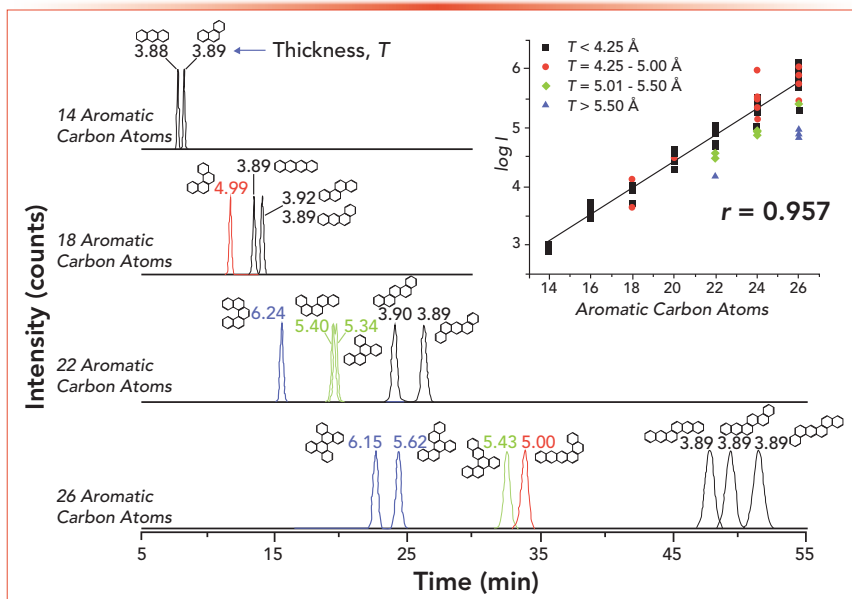 3.88 3.89 Thickness, T
14 Aromatic
Carbon Atoms
3.89
4.99
3.92
3.89
18 Aromatic
Carbon Atoms
6.24
5.40 5.34
3.90 3.89
22 Aromatic
Carbon Atoms
6.15 5.62 5.43 5.00 3.89 3.89 3.89
26 Aromatic
Carbon Atoms
5 15 25 35 45 55
Time (min)
Intensity (counts)
T < 4.25 Å
T = 4.25 - 5.00 Å
T = 5.01 - 5.50 Å
T > 5.50 Å
6
5
4
3
log I
r = 0.957
14 16 18 20 22 24 26
Aromatic Carbon Atoms